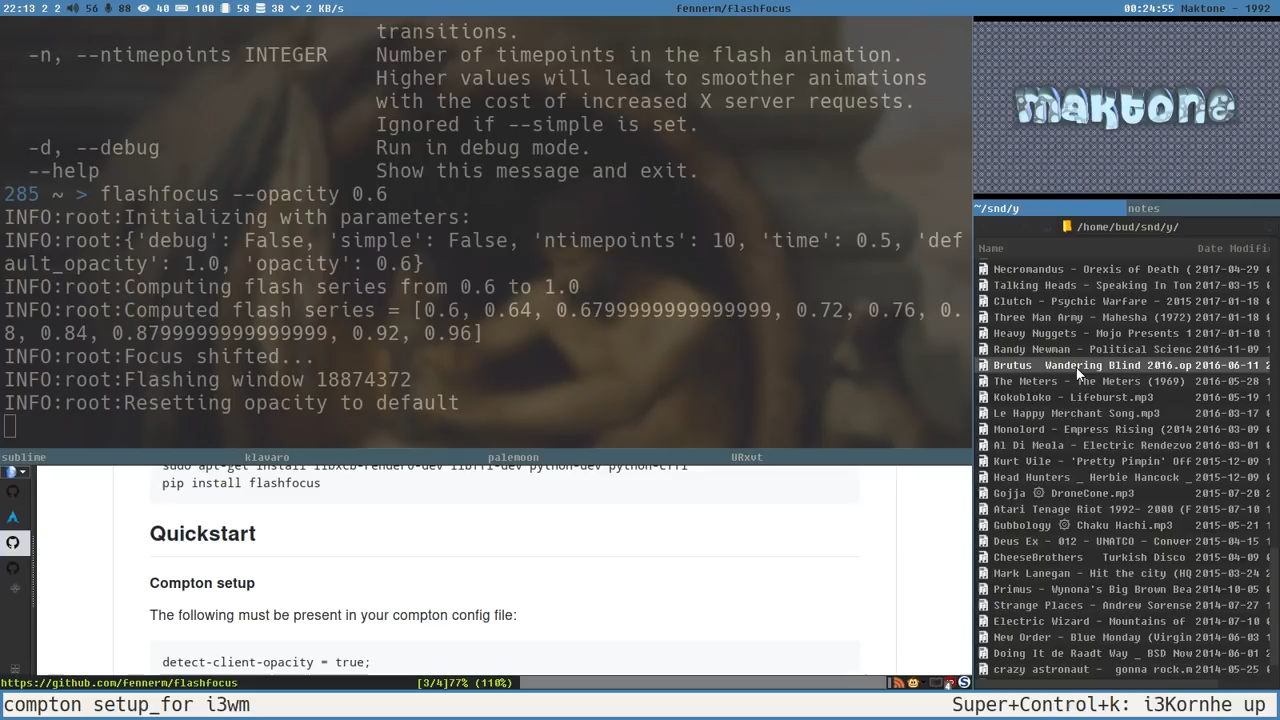 22:13 2 2 56 88 40 100 58 38 2 KB/s
fennerm/flashfocus
00:24:55 Maktone - 1992
transitions.
-n, --ntimepoints INTEGER Number of timepoints in the flash animation.
Higher values will lead to smoother animations
with the cost of increased X server requests.
Ignored if --simple is set.
-d, --debug Run in debug mode.
--help Show this message and exit.
285 ~ > flashfocus --opacity 0.6
INFO:root:Initializing with parameters:
INFO:root:{'debug': False, 'simple': False, 'ntimepoints': 10, 'time': 0.5, 'def
ault_opacity': 1.0, 'opacity': 0.6}
INFO:root:Computing flash series from 0.6 to 1.0
INFO:root:Computed flash series = [0.6, 0.64, 0.6799999999999999, 0.72, 0.76, 0.
8, 0.84, 0.8799999999999999, 0.92, 0.96]
INFO:root:Focus shifted...
INFO:root:Flashing window 18874372
INFO:root:Resetting opacity to default
sublime klavaro palemoon URxvt
sudo apt-get install libxcb-render0-dev libffi-dev python-dev python-cffi
pip install flashfocus
Quickstart
Compton setup
The following must be present in your compton config file:
detect-client-opacity = true;
https://github.com/fennerm/flashfocus [3/4]77% (110%)
maktone
~/snd/y notes
/home/bud/snd/y/
Name Date Modifi
Necromandus - Orexis of Death ( 2017-04-29
Talking Heads - Speaking In Ton 2017-03-15
Clutch - Psychic Warfare - 2015 2017-01-18
Three Man Army - Mahesha (1972) 2017-01-18
Heavy Nuggets - Mojo Presents 1 2017-01-10
Randy Newman - Political Scienc 2016-11-09
Brutus Wandering Blind 2016.op 2016-06-11
The Meters - The Meters (1969) 2016-05-28
Kokobloko - Lifeburst.mp3 2016-05-19
Le Happy Merchant Song.mp3 2016-03-17
Monolord - Empress Rising (2014 2016-03-09
Al Di Meola - Electric Rendezvo 2016-03-01
Kurt Vile - 'Pretty Pimpin' Off 2015-12-09
Head Hunters _ Herbie Hancock _ 2015-12-09
Gojja ۞ DroneCone.mp3 2015-07-20
Atari Tenage Riot 1992- 2000 (F 2015-07-10
Gubbology ۞ Chaku Hachi.mp3 2015-05-21
Deus Ex - 012 - UNATCO - Conver 2015-04-15
CheeseBrothers Turkish Disco 2015-04-09
Mark Lanegan - Hit the city (HQ 2015-03-24
Primus - Wynona's Big Brown Bea 2014-10-05
Strange Places - Andrew Sorense 2014-07-27
Electric Wizard - Mountains of 2014-07-10
New Order - Blue Monday (Virgin 2014-06-03
Doing It de Raadt Way _ BSD Now 2014-06-01
crazy astronaut - gonna rock.m 2014-05-25
compton setup_for i3wm
Super+Control+k: i3Kornhe up